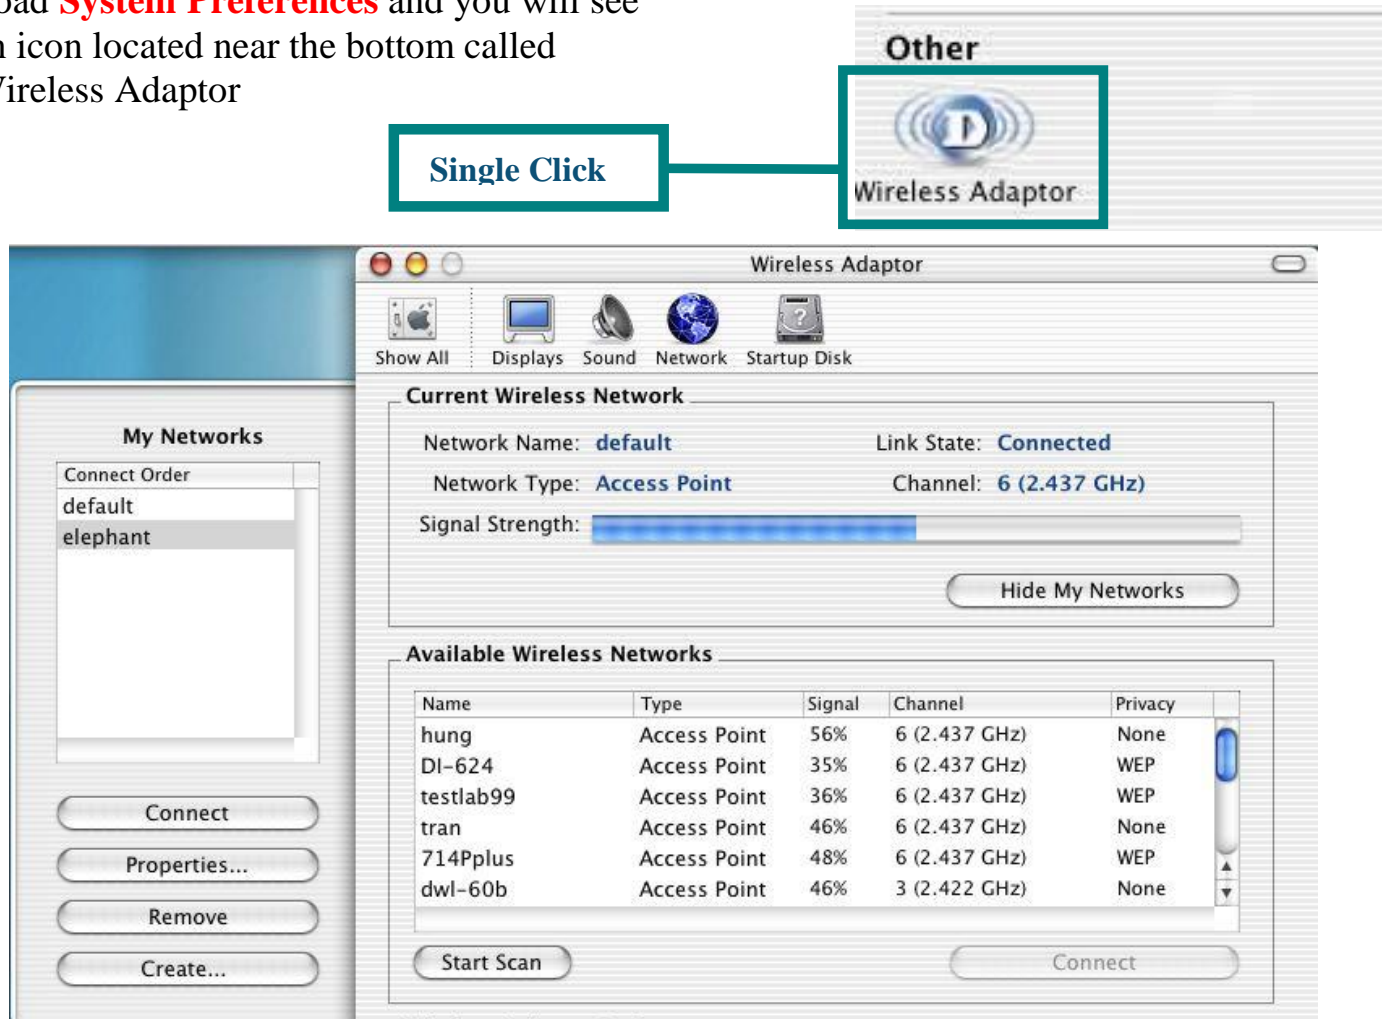 oad System Preferences and you will see
n icon located near the bottom called
Wireless Adaptor
Other
Single Click
Wireless Adaptor
Wireless Adaptor
Show All Displays Sound Network Startup Disk
Current Wireless Network
Network Name: default Link State: Connected
Network Type: Access Point Channel: 6 (2.437 GHz)
Signal Strength:
Hide My Networks
My Networks
Connect Order
default
elephant
Connect
Properties...
Remove
Create...
Available Wireless Networks
Name Type Signal Channel Privacy
hung Access Point 56% 6 (2.437 GHz) None
DI-624 Access Point 35% 6 (2.437 GHz) WEP
testlab99 Access Point 36% 6 (2.437 GHz) WEP
tran Access Point 46% 6 (2.437 GHz) None
714Pplus Access Point 48% 6 (2.437 GHz) WEP
dwl-60b Access Point 46% 3 (2.422 GHz) None
Start Scan Connect